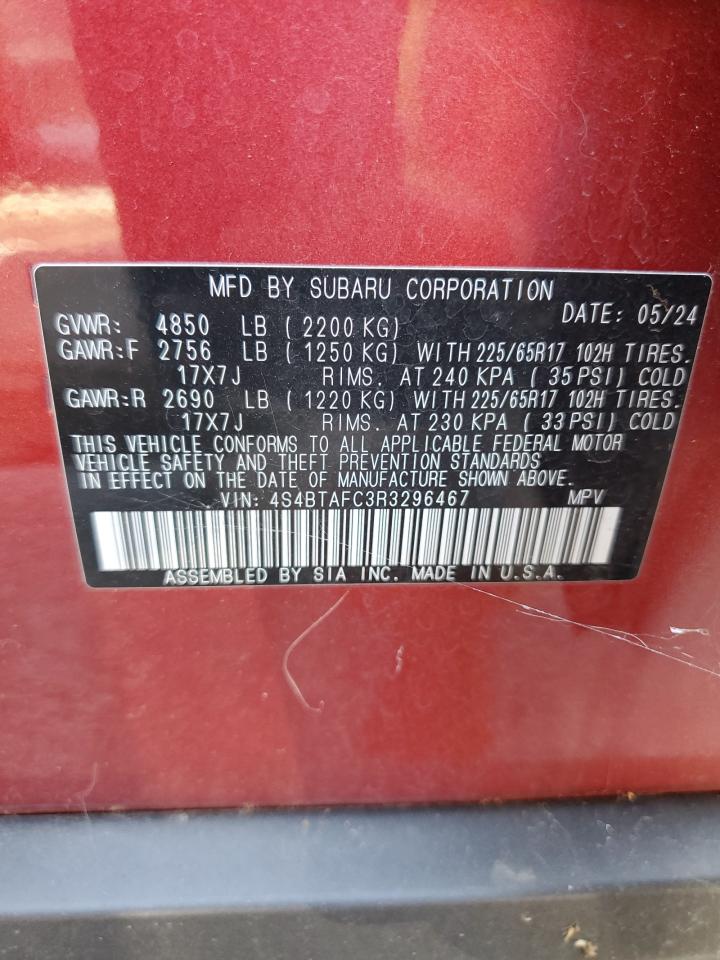 MFD BY SUBARU CORPORATION
DATE: 05/24
GVWR: 4850 LB ( 2200 KG)
GAWR:F 2756 LB ( 1250 KG) WITH 225/65R17 102H TIRES.
17X7J RIMS. AT 240 KPA ( 35 PSI) COLD
GAWR:R 2690 LB ( 1220 KG) WITH 225/65R17 102H TIRES.
17X7J RIMS. AT 230 KPA ( 33 PSI) COLD
THIS VEHICLE CONFORMS TO ALL APPLICABLE FEDERAL MOTOR
VEHICLE SAFETY AND THEFT PREVENTION STANDARDS
IN EFFECT ON THE DATE OF MANUFACTURE SHOWN ABOVE.
VIN: 4S4BTAFC3R3296467 MPV
ASSEMBLED BY SIA INC. MADE IN U.S.A.